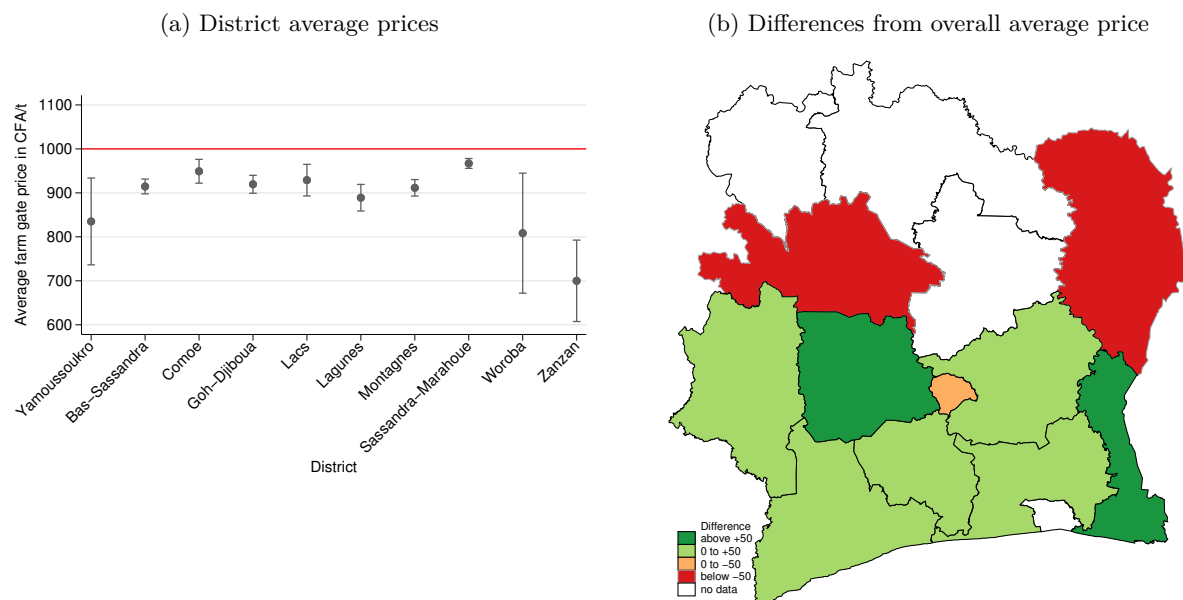 (a) District average prices
1100
1000
900
800
700
600
Average farm gate price in CFA/t
Yamoussoukro
Bas−Sassandra
Comoe
Goh−Djiboua
Lacs
Lagunes
Montagnes
Sassandra−Marahoue
Woroba
Zanzan
District
(b) Differences from overall average price
Difference
above +50
0 to +50
0 to −50
below −50
no data